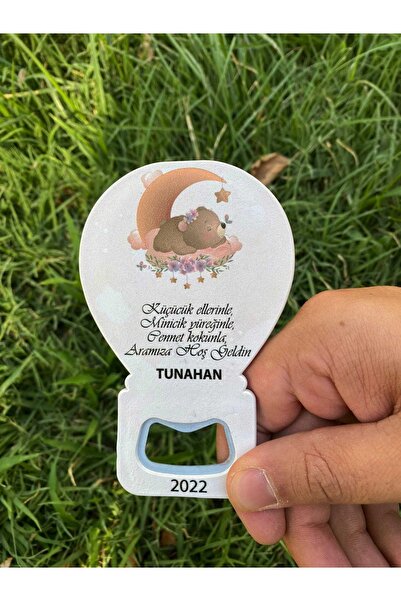 Küçücük ellerinle,
Minicik yüreğinle,
Cennet kokunla,
Aramıza Hoş Geldin
TUNAHAN
2022